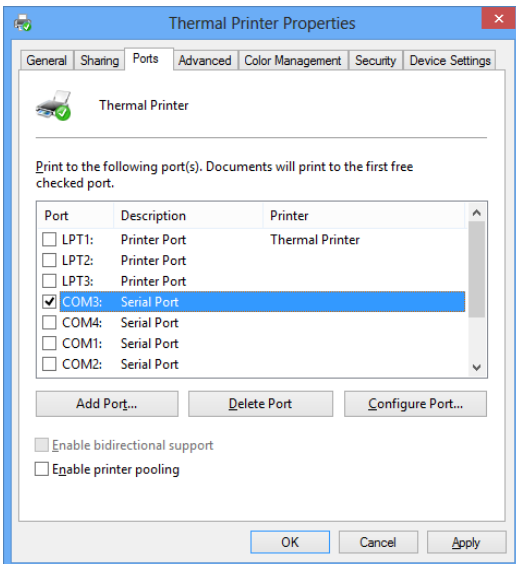 Thermal Printer Properties
General Sharing Ports Advanced Color Management Security Device Settings
Thermal Printer
Print to the following port(s). Documents will print to the first free
checked port.
Port Description Printer
LPT1: Printer Port Thermal Printer
LPT2: Printer Port
LPT3: Printer Port
COM3: Serial Port
COM4: Serial Port
COM1: Serial Port
COM2: Serial Port
Add Port... Delete Port Configure Port...
Enable bidirectional support
Enable printer pooling
OK Cancel Apply